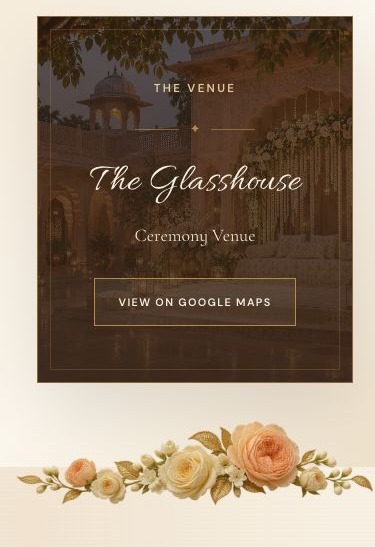 THE VENUE
The Glasshouse
Ceremony Venue
VIEW ON GOOGLE MAPS